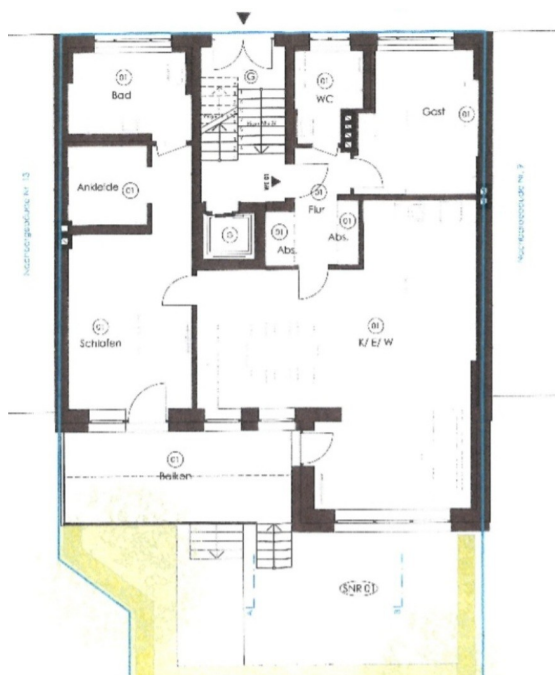 01
Bad
G
01
WC
Gast
01
Ankleide
01
01
Flur
G
01
Abs.
01
Abs.
01
Schlafen
01
K/ E/ W
01
Balkon
SNR 01
A
B